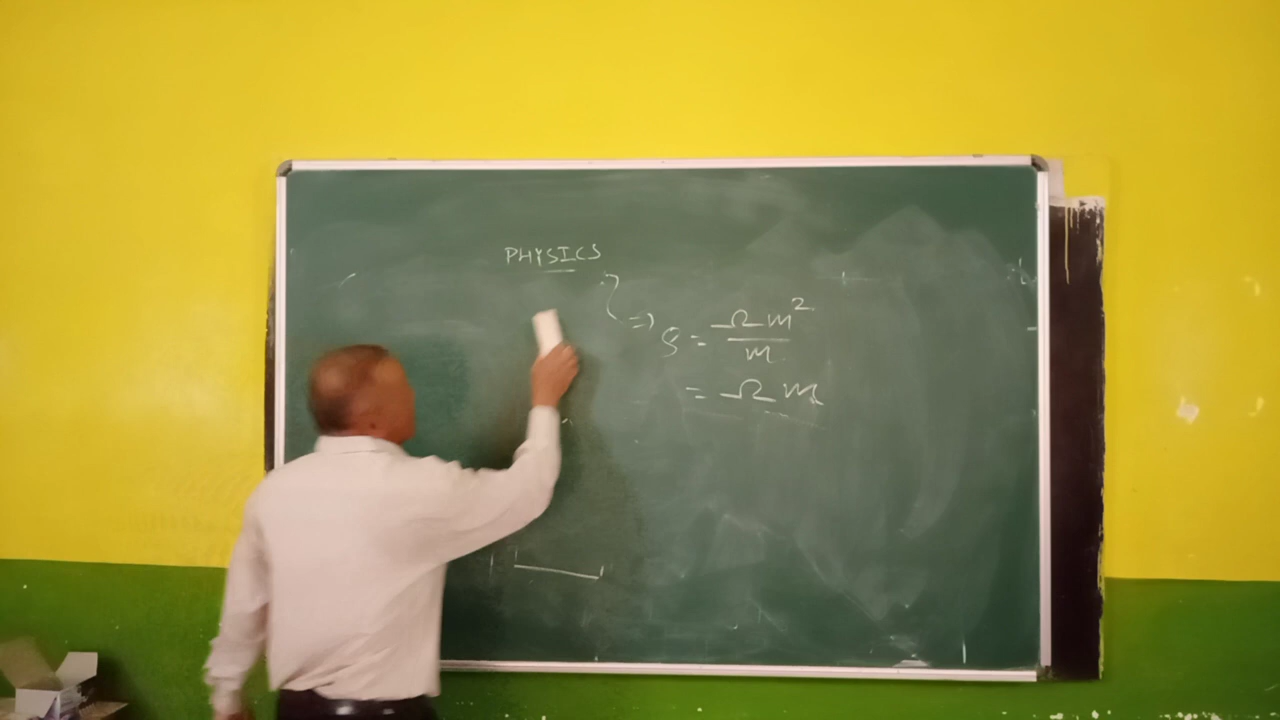 PHYSICS
=> ρ = Ω m² / m
= Ω m